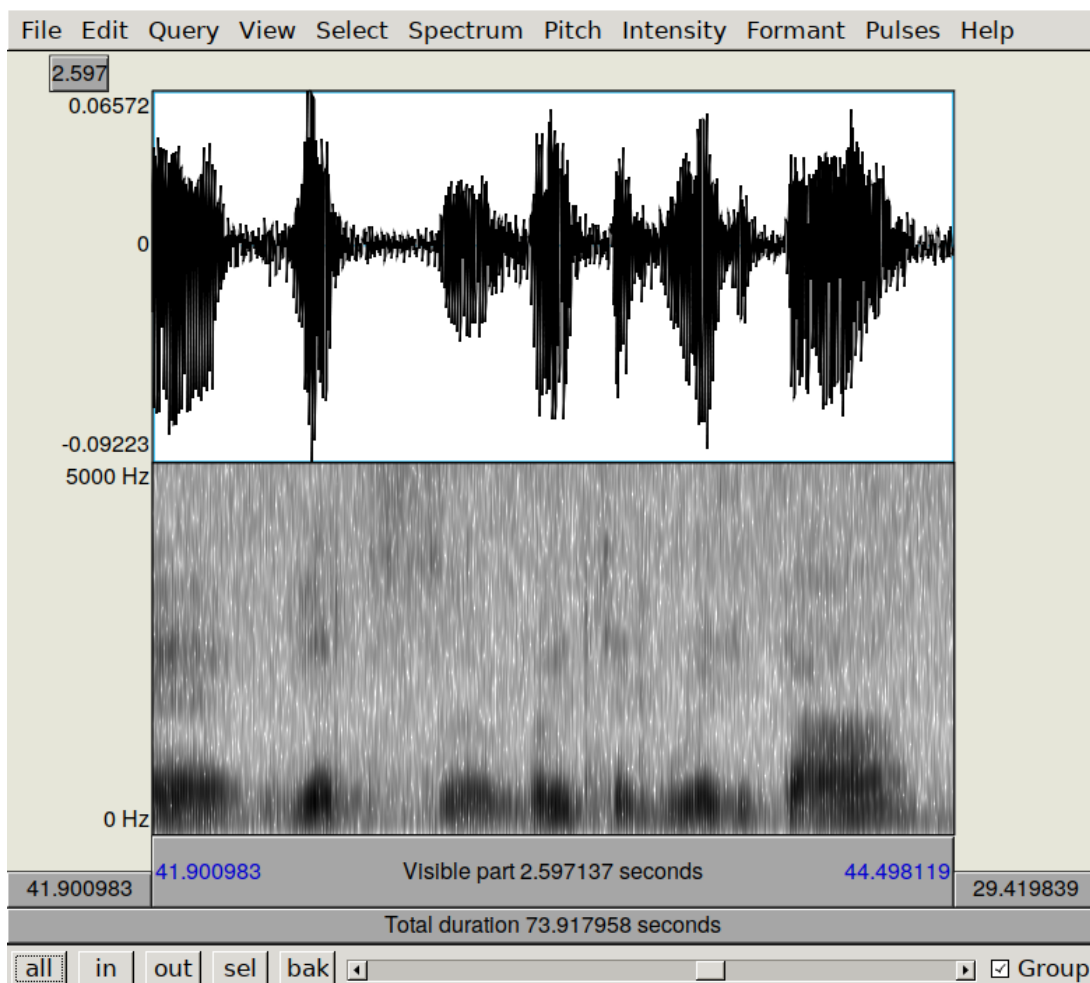 File Edit Query View Select Spectrum Pitch Intensity Formant Pulses Help
2.597
0.06572
0
-0.09223
5000 Hz
0 Hz
41.900983 Visible part 2.597137 seconds 44.498119
41.900983 29.419839
Total duration 73.917958 seconds
all in out sel bak Group